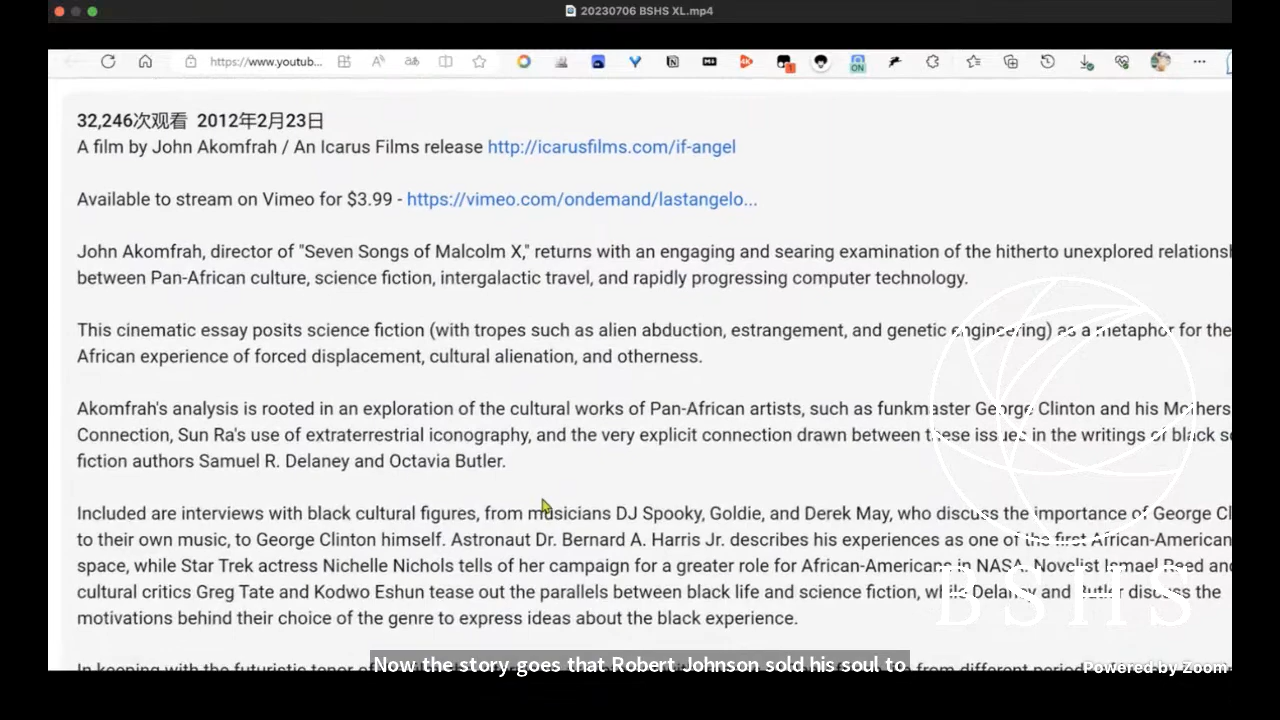 20230706 BSHS XL.mp4
https://www.youtub...
32,246次观看 2012年2月23日
A film by John Akomfrah / An Icarus Films release http://icarusfilms.com/if-angel
Available to stream on Vimeo for $3.99 - https://vimeo.com/ondemand/lastangelo...
John Akomfrah, director of "Seven Songs of Malcolm X," returns with an engaging and searing examination of the hitherto unexplored relationsh
between Pan-African culture, science fiction, intergalactic travel, and rapidly progressing computer technology.
This cinematic essay posits science fiction (with tropes such as alien abduction, estrangement, and genetic engineering) as a metaphor for the
African experience of forced displacement, cultural alienation, and otherness.
Akomfrah's analysis is rooted in an exploration of the cultural works of Pan-African artists, such as funkmaster George Clinton and his Mothers
Connection, Sun Ra's use of extraterrestrial iconography, and the very explicit connection drawn between these issues in the writings of black sc
fiction authors Samuel R. Delaney and Octavia Butler.
Included are interviews with black cultural figures, from musicians DJ Spooky, Goldie, and Derek May, who discuss the importance of George Cl
to their own music, to George Clinton himself. Astronaut Dr. Bernard A. Harris Jr. describes his experiences as one of the first African-American
space, while Star Trek actress Nichelle Nichols tells of her campaign for a greater role for African-Americans in NASA. Novelist Ismael Reed and
cultural critics Greg Tate and Kodwo Eshun tease out the parallels between black life and science fiction, while Delaney and Butler discuss the
motivations behind their choice of the genre to express ideas about the black experience.
BSHS
In keeping with the futuristic tenor of
from different
Now the story goes that Robert Johnson sold his soul to
Powered by Zoom